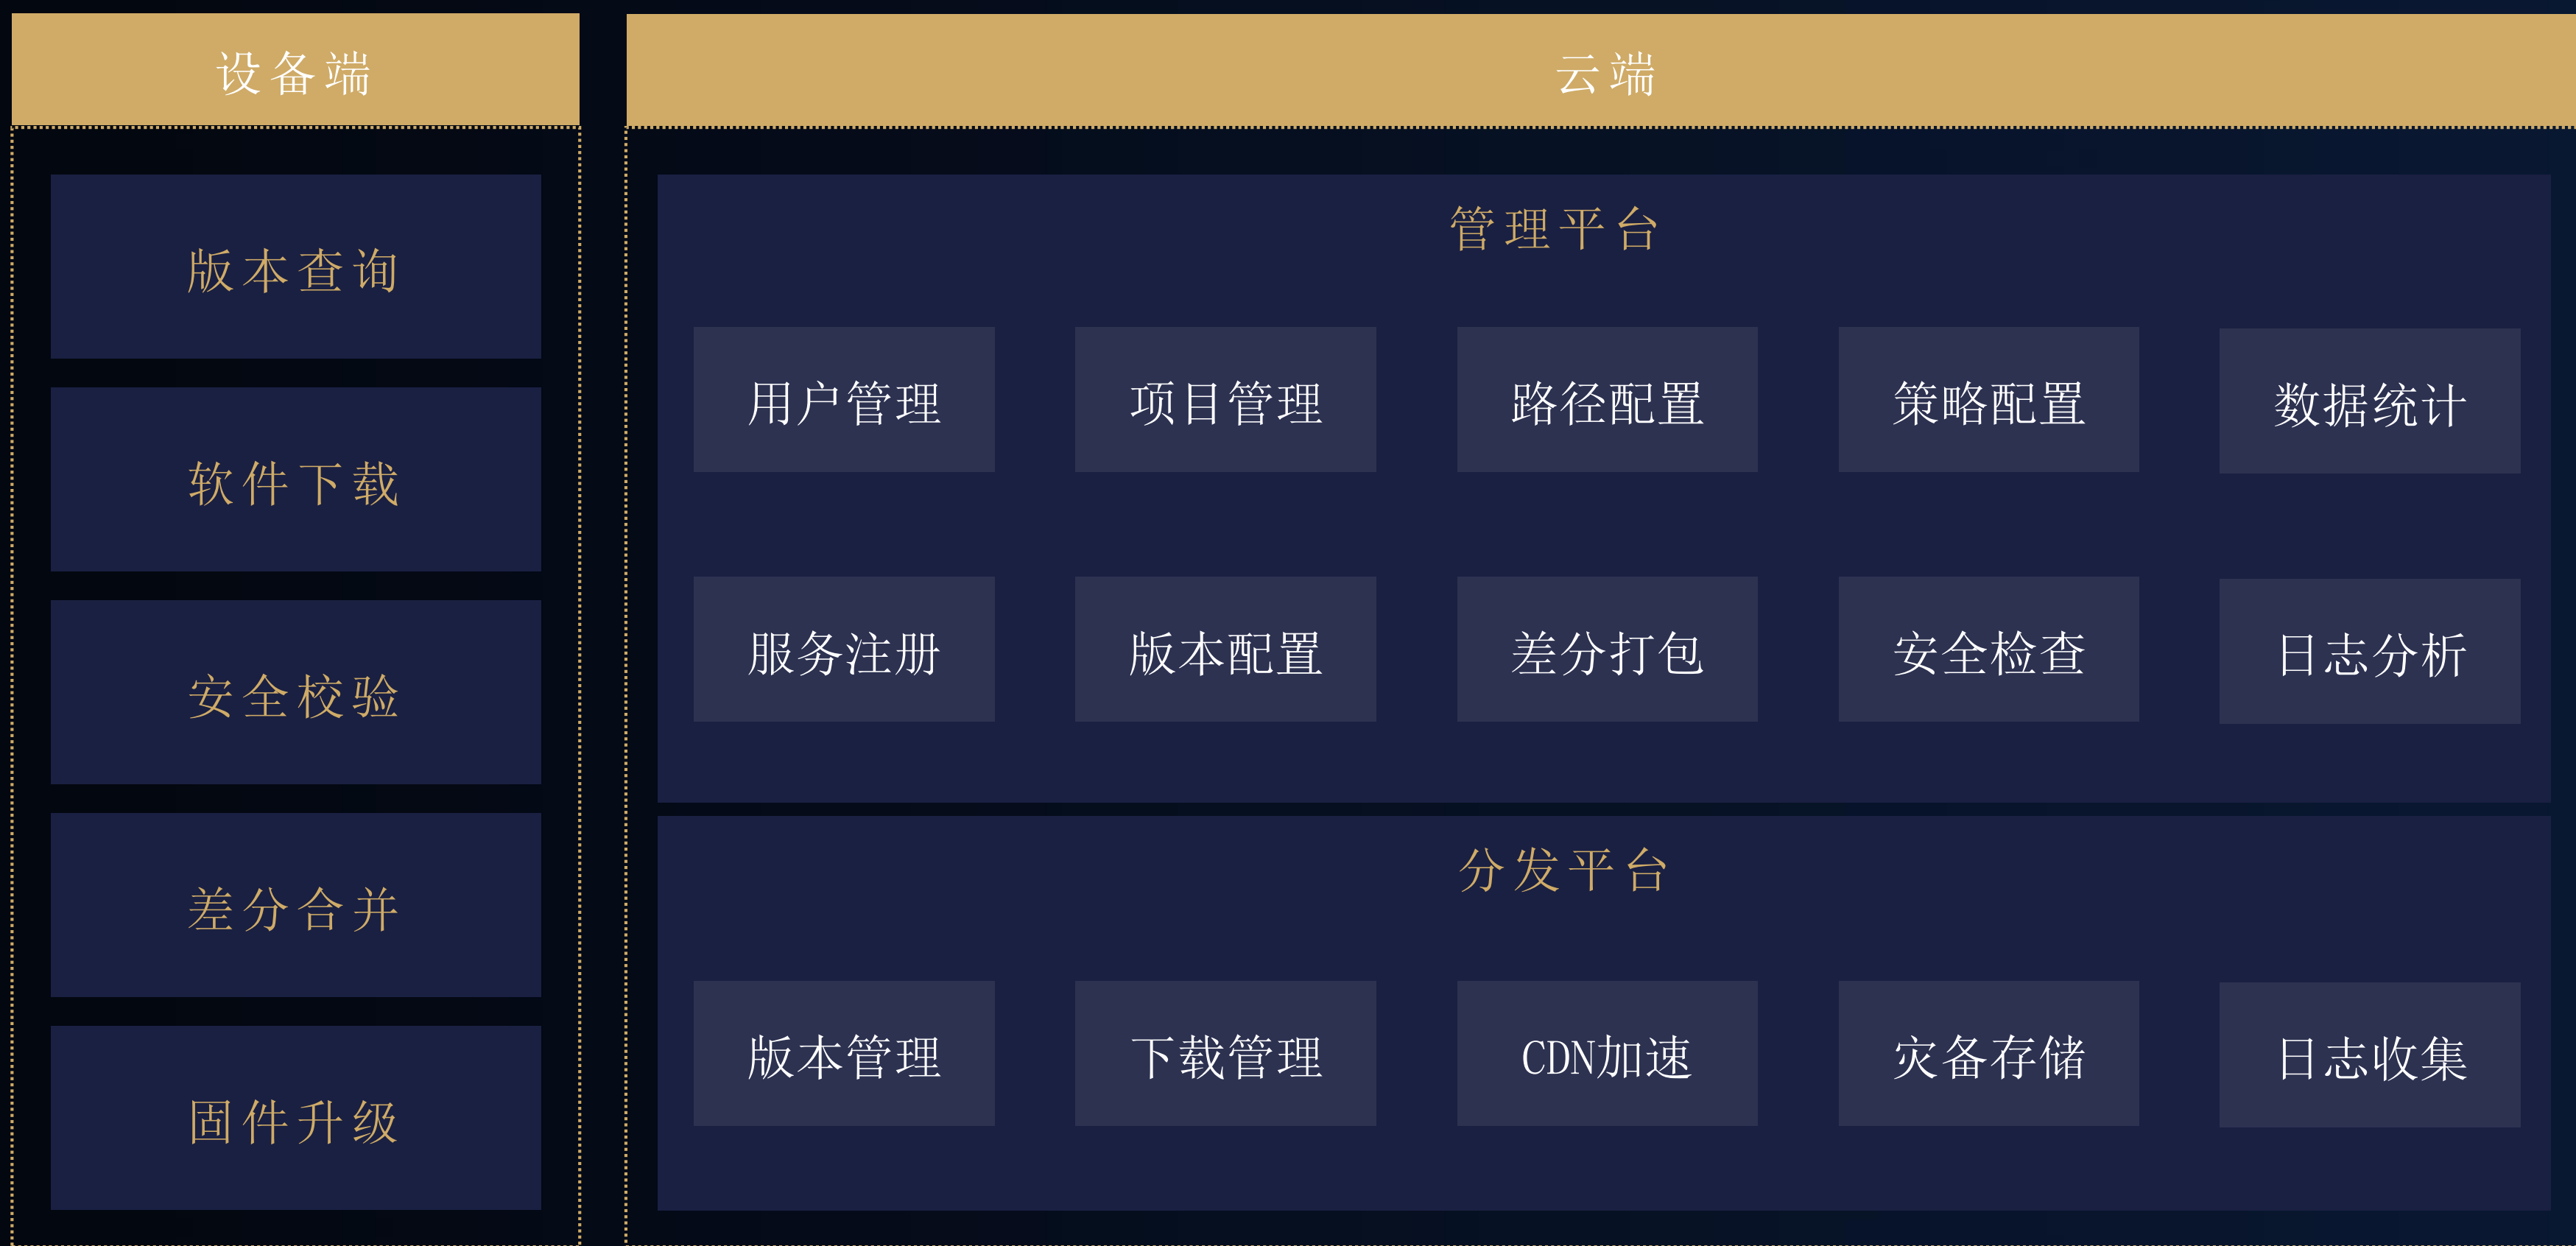 设备端
版本查询
软件下载
安全校验
差分合并
固件升级
云端
管理平台
用户管理
项目管理
路径配置
策略配置
数据统计
服务注册
版本配置
差分打包
安全检查
日志分析
分发平台
版本管理
下载管理
CDN加速
灾备存储
日志收集